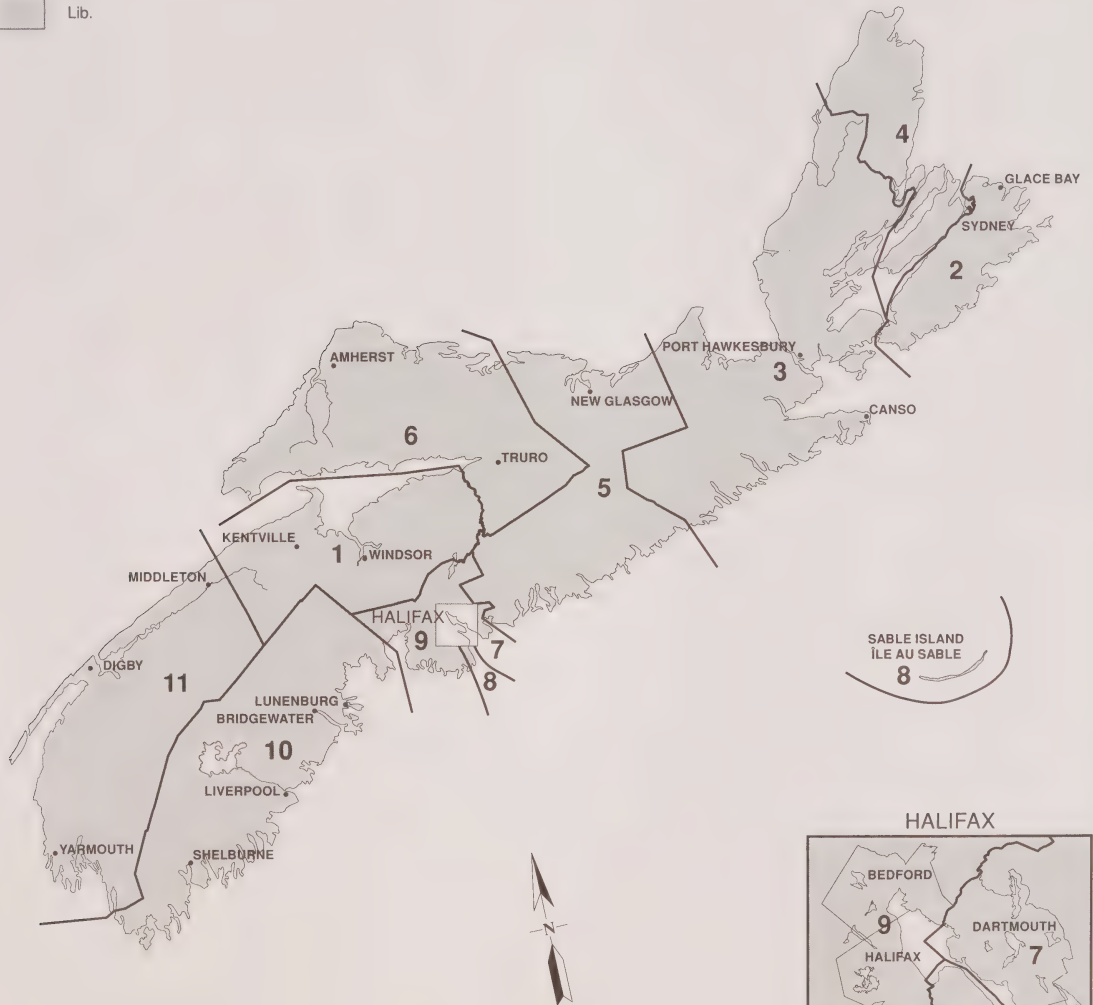 Lib.
4
GLACE BAY
SYDNEY
2
PORT HAWKESBURY
3
AMHERST
NEW GLASGOW
CANSO
6
TRURO
5
KENTVILLE
1
WINDSOR
MIDDLETON
HALIFAX
9
7
8
SABLE ISLAND
ÎLE AU SABLE
8
DIGBY
11
LUNENBURG
BRIDGEWATER
10
LIVERPOOL
YARMOUTH
SHELBURNE
N
HALIFAX
BEDFORD
9
DARTMOUTH
7
HALIFAX